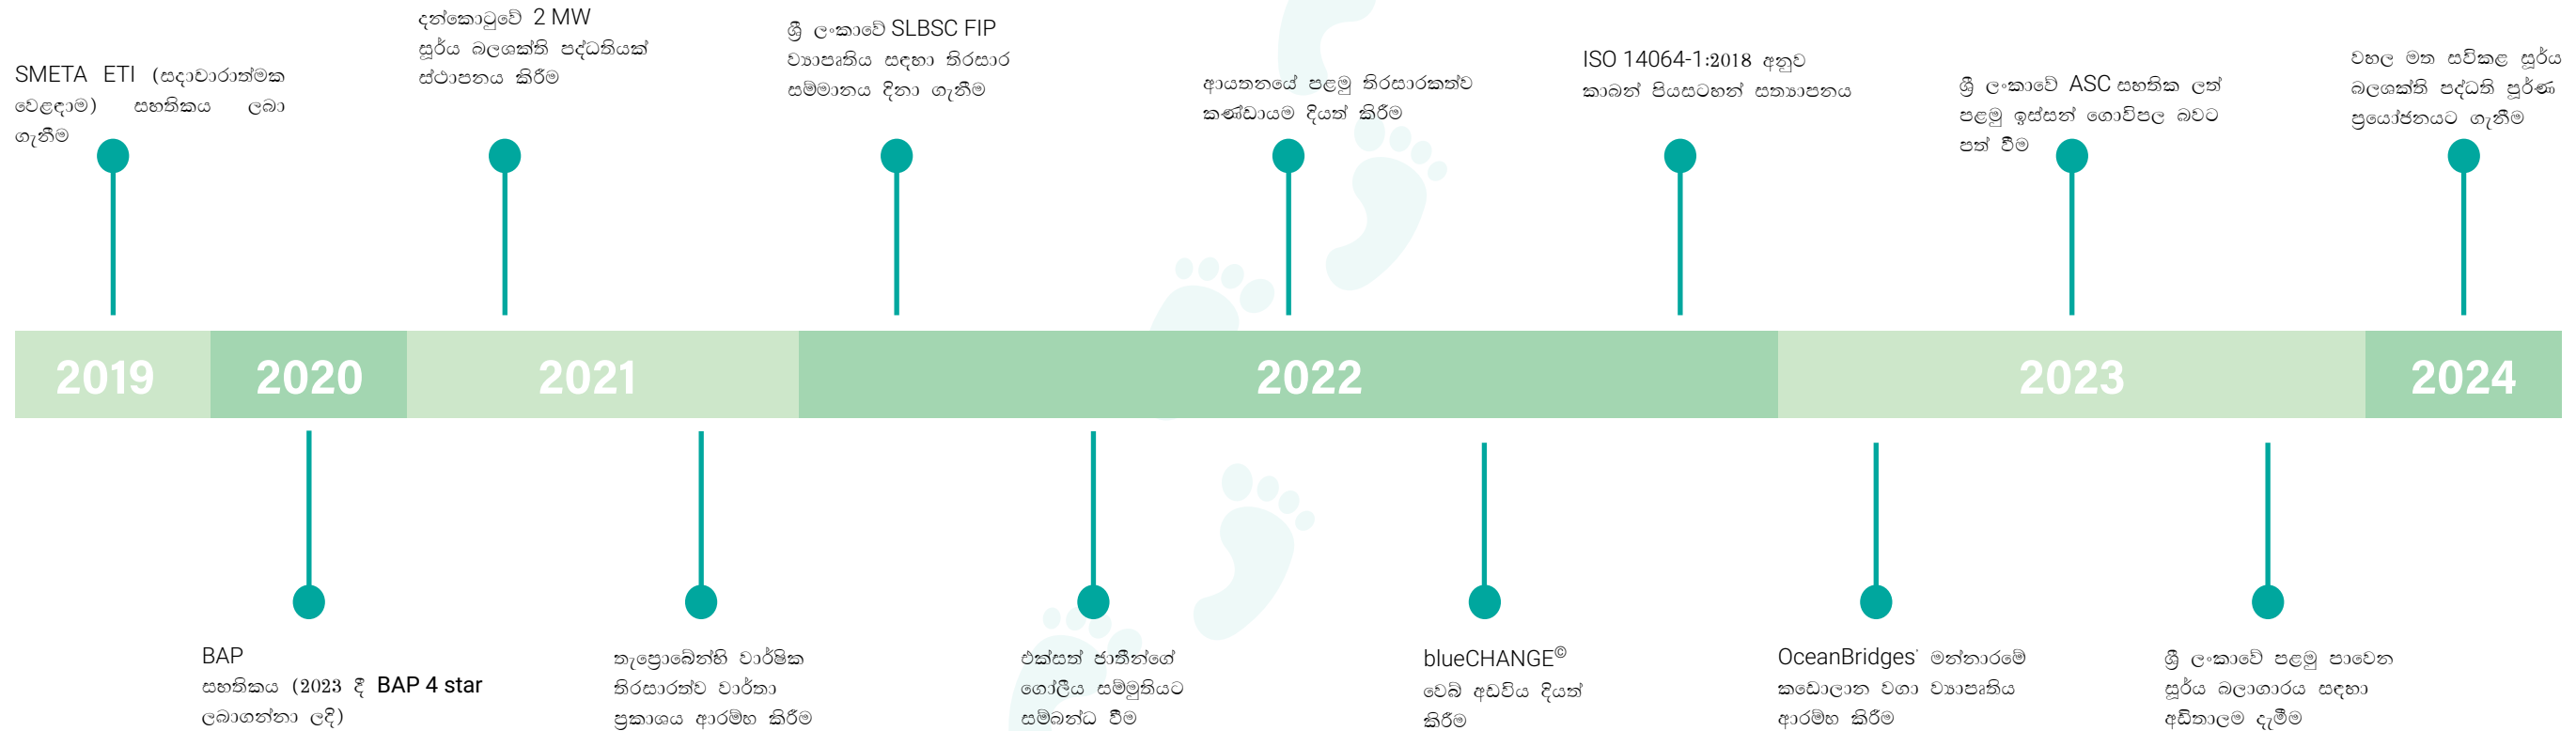 SMETA ETI (සදාචාරාත්මක
වෙළඳාම) සහතිකය ලබා
ගැනීම
දන්කොටුවේ 2 MW
සූර්ය බලශක්ති පද්ධතියක්
ස්ථාපනය කිරීම
ශ්‍රී ලංකාවේ SLBSC FIP
ව්‍යාපෘතිය සඳහා තිරසාර
සම්මානය දිනා ගැනීම
ආයතනයේ පළමු තිරසාරකත්ව
කණ්ඩායම දියත් කිරීම
ISO 14064-1:2018 අනුව
කාබන් පියසටහන් සත්‍යාපනය
ශ්‍රී ලංකාවේ ASC සහතික ලත්
පළමු ඉස්සන් ගොවිපල බවට
පත් වීම
වහල මත සවිකළ සූර්ය
බලශක්ති පද්ධති පූර්ණ
ප්‍රයෝජනයට ගැනීම
2019
2020
2021
2022
2023
2024
BAP
සහතිකය (2023 දී BAP 4 star
ලබාගන්නා ලදි)
තැප්‍රොබේන්හි වාර්ෂික
තිරසාරත්ව වාර්තා
ප්‍රකාශය ආරම්භ කිරීම
එක්සත් ජාතීන්ගේ
ගෝලීය සම්මුතියට
සම්බන්ධ වීම
blueCHANGE©
වෙබ් අඩවිය දියත්
කිරීම
OceanBridges' මන්නාරමේ
කඩොලාන වගා ව්‍යාපෘතිය
ආරම්භ කිරීම
ශ්‍රී ලංකාවේ පළමු පාවෙන
සූර්ය බලාගාරය සඳහා
අඩිතාලම දැමීම